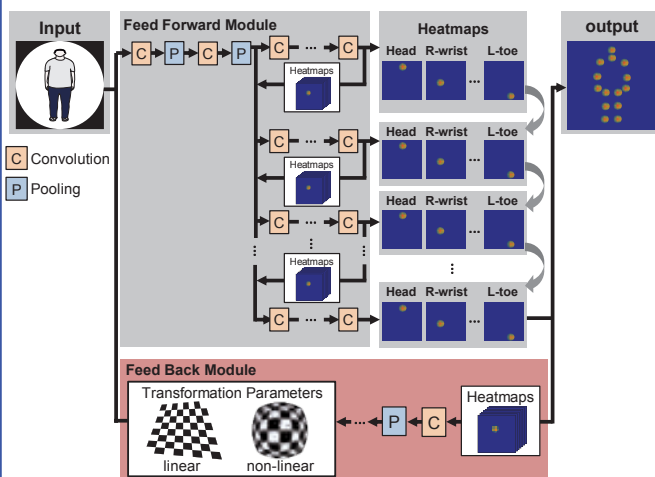 Input
Feed Forward Module
Heatmaps
output
C P C P C ... C
Head R-wrist L-toe
...
Heatmaps
C ... C
Head R-wrist L-toe
...
Heatmaps
C Convolution
P Pooling
C ... C
Head R-wrist L-toe
...
...
Heatmaps
...
C ... C
Head R-wrist L-toe
...
Feed Back Module
Transformation Parameters
linear
non-linear
... P C
Heatmaps